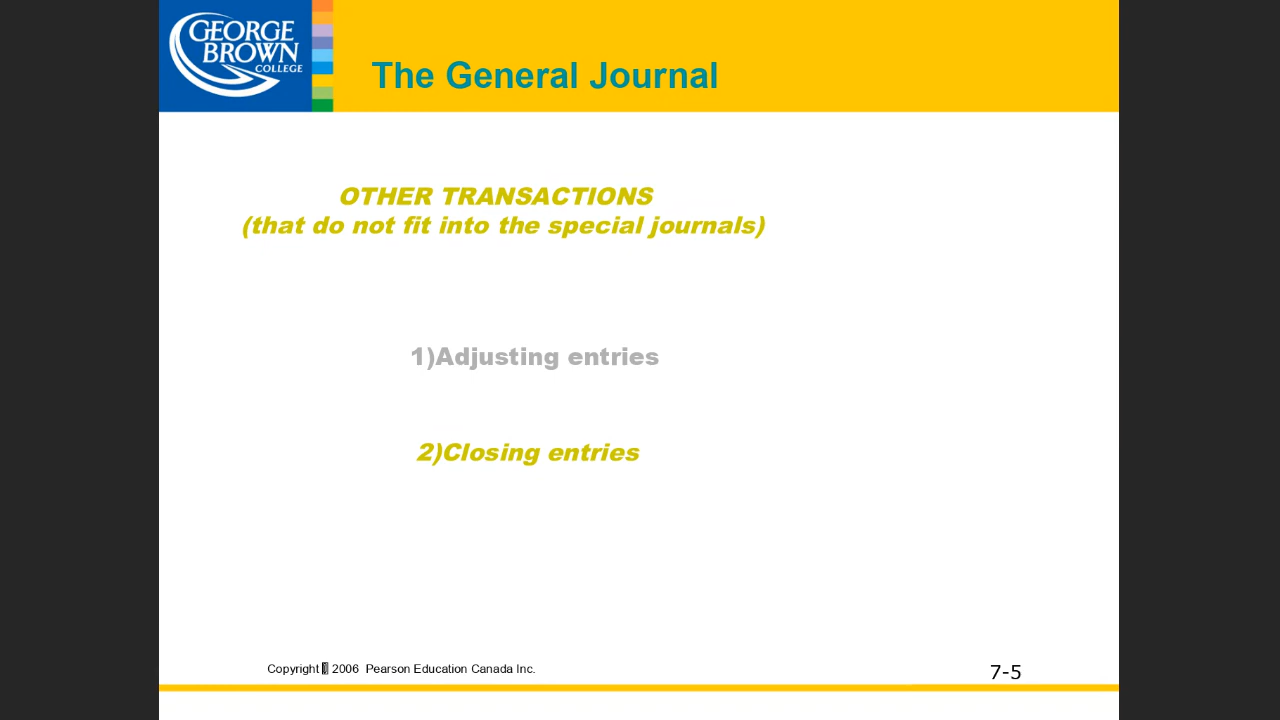 GEORGE
BROWN
COLLEGE
The General Journal
OTHER TRANSACTIONS
(that do not fit into the special journals)
1)Adjusting entries
2)Closing entries
Copyright 2006 Pearson Education Canada Inc.
7-5